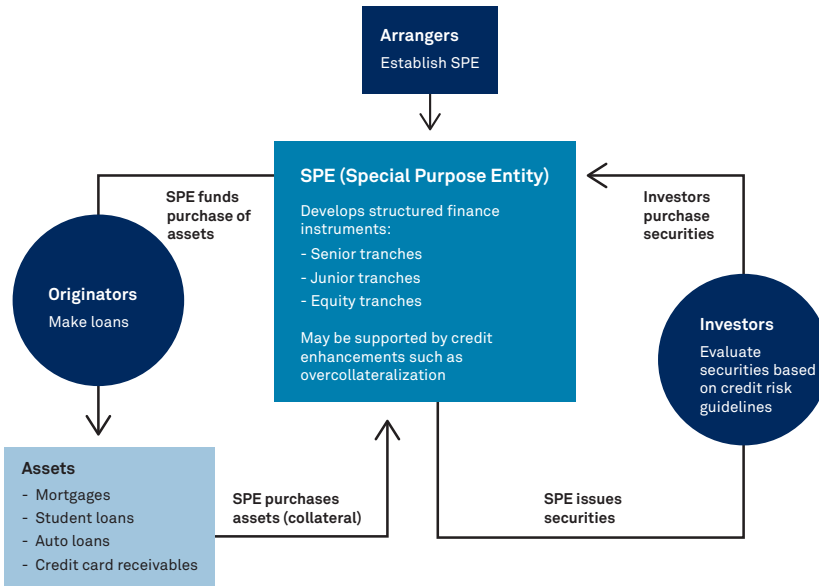 Arrangers
Establish SPE
SPE (Special Purpose Entity)
Develops structured finance
instruments:
- Senior tranches
- Junior tranches
- Equity tranches
May be supported by credit
enhancements such as
overcollateralization
SPE funds
purchase of
assets
Investors
purchase
securities
Originators
Make loans
Investors
Evaluate
securities based
on credit risk
guidelines
Assets
- Mortgages
- Student loans
- Auto loans
- Credit card receivables
SPE purchases
assets (collateral)
SPE issues
securities